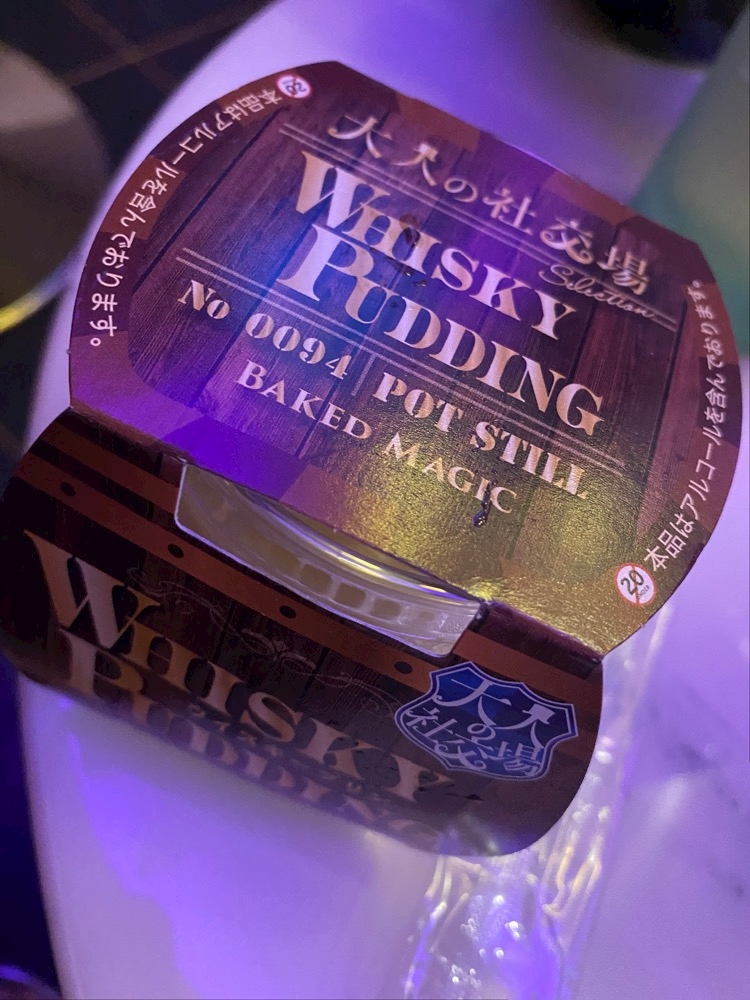 大人の社交場
Selection
WHISKY
PUDDING
No 0094 POT STILL
BAKED MAGIC
本品はアルコールを含んでおります。
本品はアルコールを含んでおります。
20
WHISKY
PUDDING
大人
の
社交場